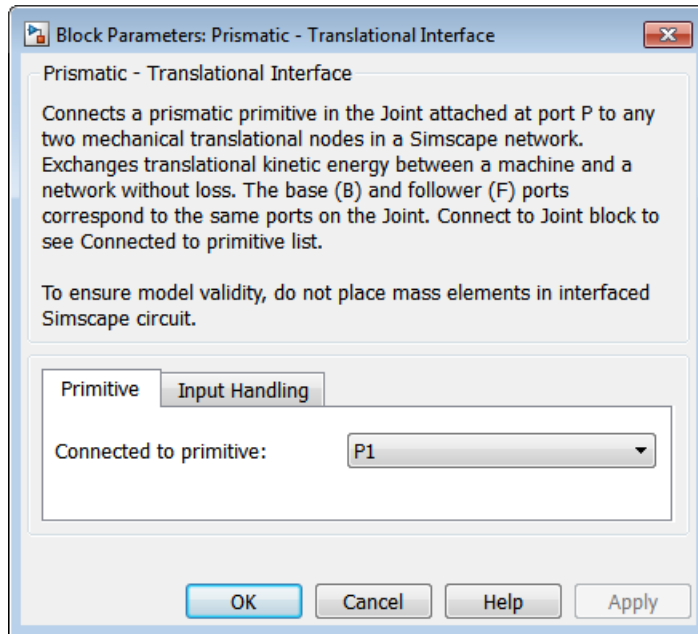 Block Parameters: Prismatic - Translational Interface
Prismatic - Translational Interface
Connects a prismatic primitive in the Joint attached at port P to any
two mechanical translational nodes in a Simscape network.
Exchanges translational kinetic energy between a machine and a
network without loss. The base (B) and follower (F) ports
correspond to the same ports on the Joint. Connect to Joint block to
see Connected to primitive list.
To ensure model validity, do not place mass elements in interfaced
Simscape circuit.
Primitive Input Handling
Connected to primitive: P1
OK Cancel Help Apply